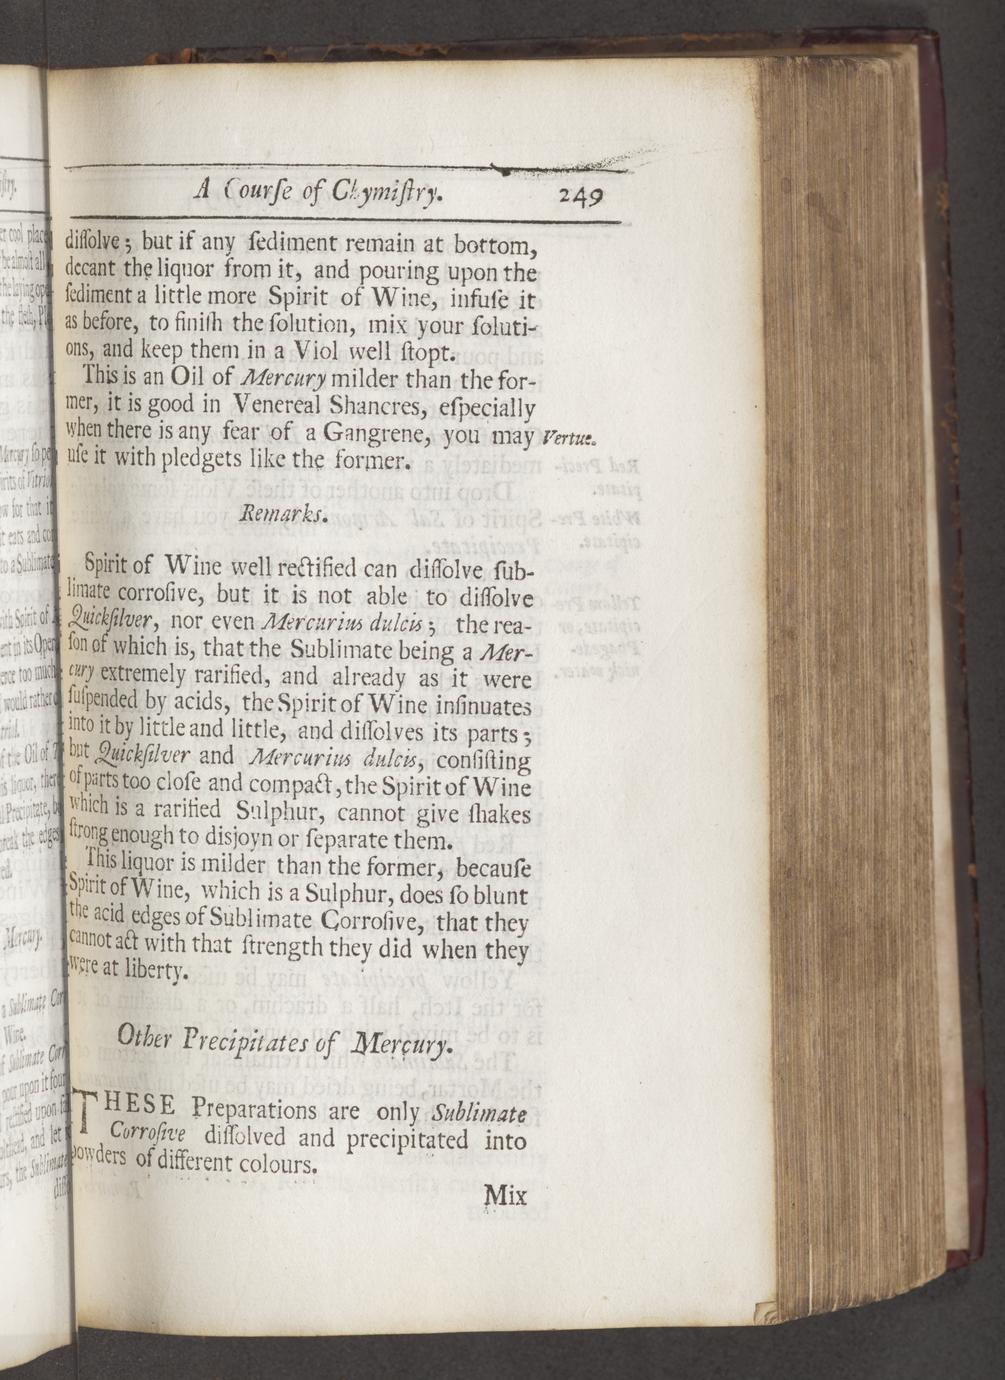 A Courſe of Chymiſtry. 249
diſſolve; but if any ſediment remain at bottom,
decant the liquor from it, and pouring upon the
ſediment a little more Spirit of Wine, infuſe it
as before, to finiſh the ſolution, mix your ſoluti-
ons, and keep them in a Viol well ſtopt.
This is an Oil of Mercury milder than the for-
mer, it is good in Venereal Shancres, eſpecially
when there is any fear of a Gangrene, you may Vertue.
uſe it with pledgets like the former.
Remarks.
Spirit of Wine well rectified can diſſolve ſub-
limate corroſive, but it is not able to diſſolve
Quickſilver, nor even Mercurius dulcis; the rea-
ſon of which is, that the Sublimate being a Mer-
cury extremely rarified, and already as it were
ſuſpended by acids, the Spirit of Wine inſinuates
into it by little and little, and diſſolves its parts;
but Quickſilver and Mercurius dulcis, conſiſting
of parts too cloſe and compact, the Spirit of Wine
which is a rarified Sulphur, cannot give ſhakes
ſtrong enough to disjoyn or ſeparate them.
This liquor is milder than the former, becauſe
Spirit of Wine, which is a Sulphur, does ſo blunt
the acid edges of Sublimate Corroſive, that they
cannot act with that ſtrength they did when they
were at liberty.
Other Precipitates of Mercury.
THESE Preparations are only Sublimate
Corroſive diſſolved and precipitated into
powders of different colours.
Mix